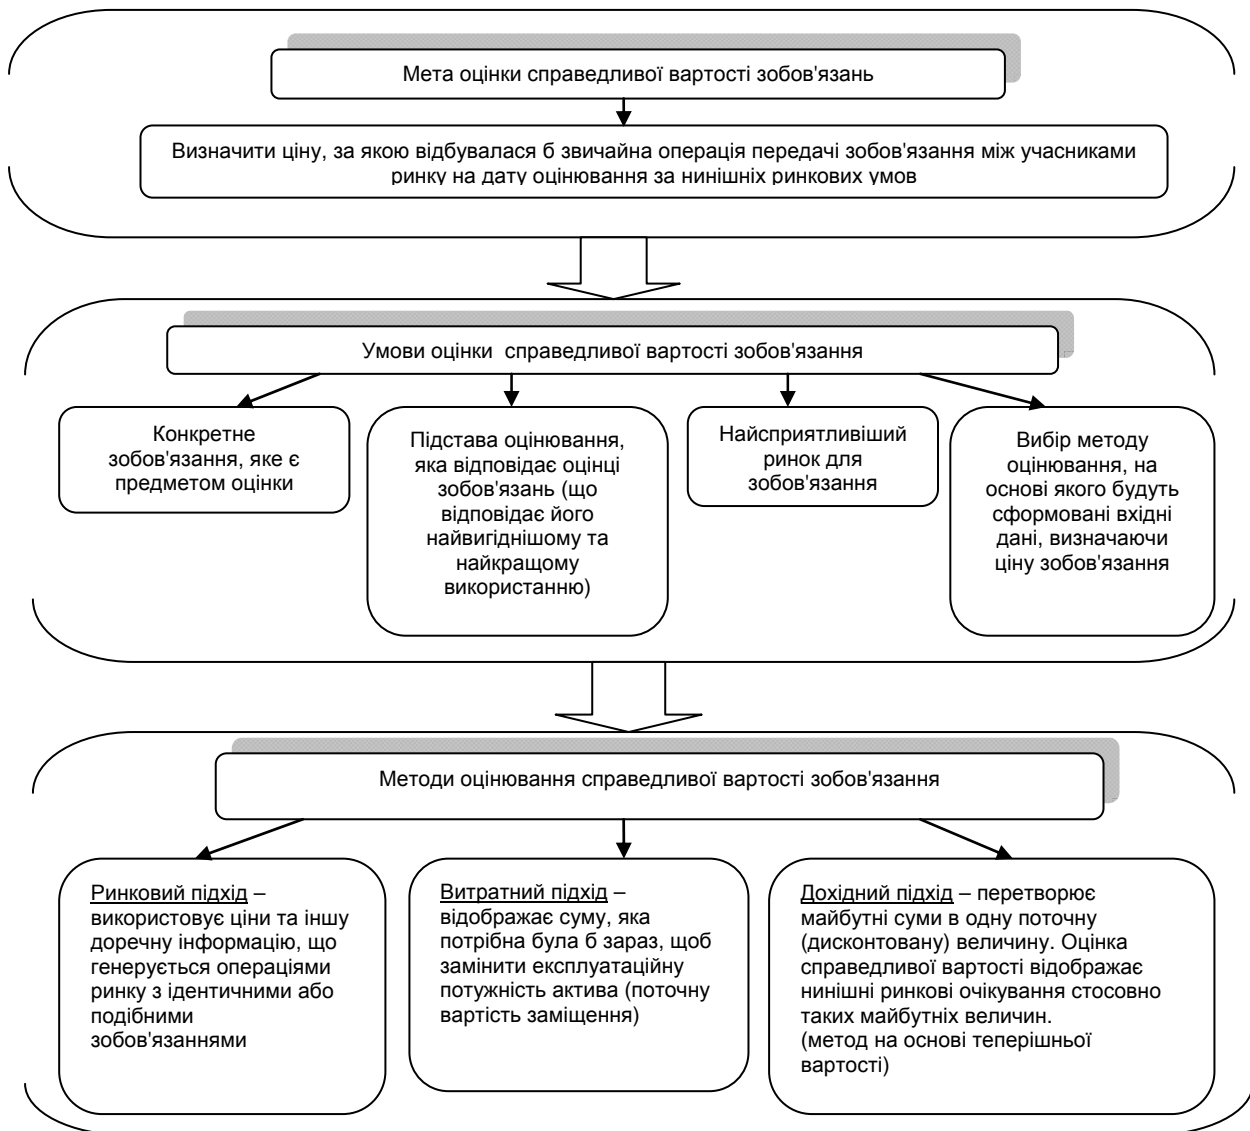 Мета оцінки справедливої вартості зобов'язань
Визначити ціну, за якою відбувалася б звичайна операція передачі зобов'язання між учасниками
ринку на дату оцінювання за нинішніх ринкових умов
Умови оцінки справедливої вартості зобов'язання
Конкретне
зобов'язання, яке є
предметом оцінки
Підстава оцінювання,
яка відповідає оцінці
зобов'язань (що
відповідає його
найвигіднішому та
найкращому
використанню)
Найсприятливіший
ринок для
зобов'язання
Вибір методу
оцінювання, на
основі якого будуть
сформовані вхідні
дані, визначаючи
ціну зобов'язання
Методи оцінювання справедливої вартості зобов'язання
Ринковий підхід –
використовує ціни та іншу
доречну інформацію, що
генерується операціями
ринку з ідентичними або
подібними
зобов'язаннями
Витратний підхід –
відображає суму, яка
потрібна була б зараз, щоб
замінити експлуатаційну
потужність актива (поточну
вартість заміщення)
Дохідний підхід – перетворює
майбутні суми в одну поточну
(дисконтовану) величину. Оцінка
справедливої вартості відображає
нинішні ринкові очікування стосовно
таких майбутніх величин.
(метод на основі теперішньої
вартості)